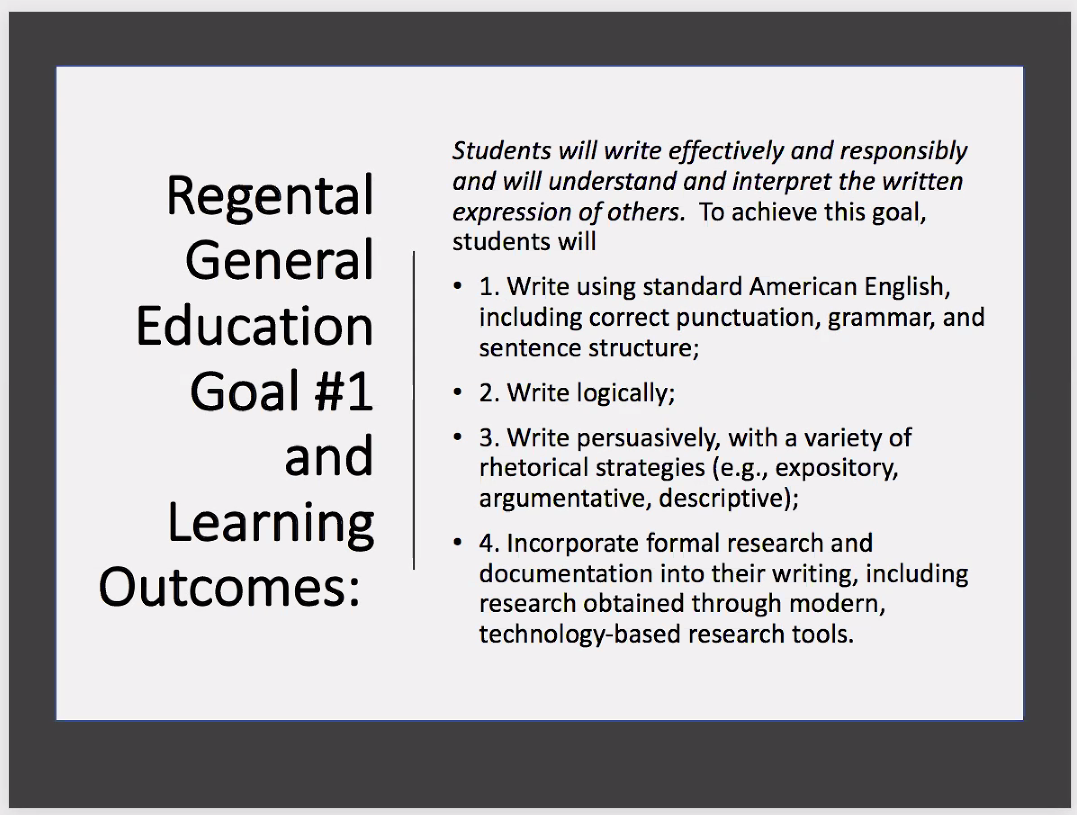 Regental
General
Education
Goal #1
and
Learning
Outcomes:
Students will write effectively and responsibly
and will understand and interpret the written
expression of others.  To achieve this goal,
students will
• 1. Write using standard American English,
including correct punctuation, grammar, and
sentence structure;
• 2. Write logically;
• 3. Write persuasively, with a variety of
rhetorical strategies (e.g., expository,
argumentative, descriptive);
• 4. Incorporate formal research and
documentation into their writing, including
research obtained through modern,
technology-based research tools.